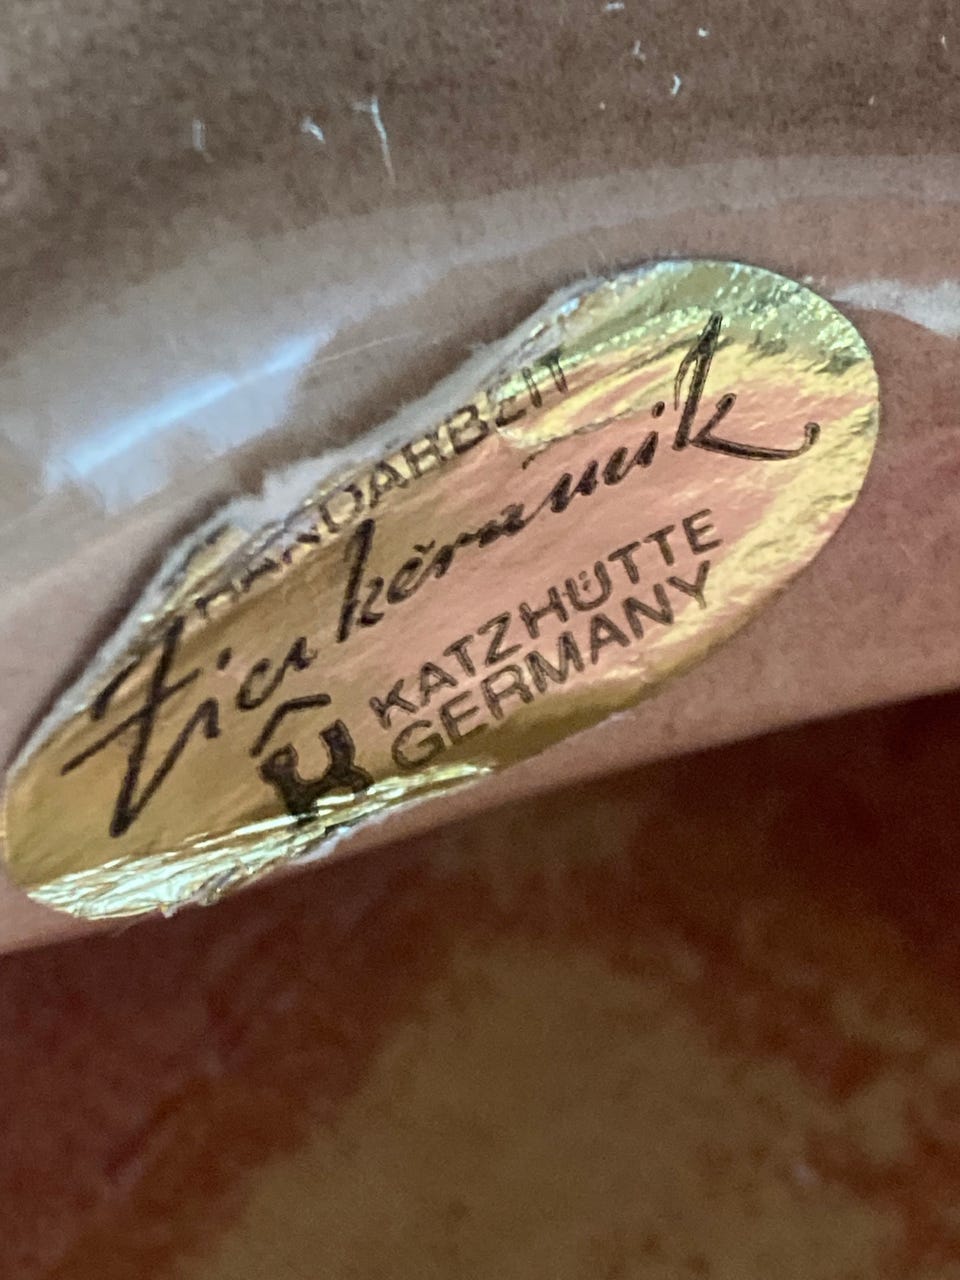 HANDARBEIT
Zierkeramik
KATZHÜTTE
GERMANY